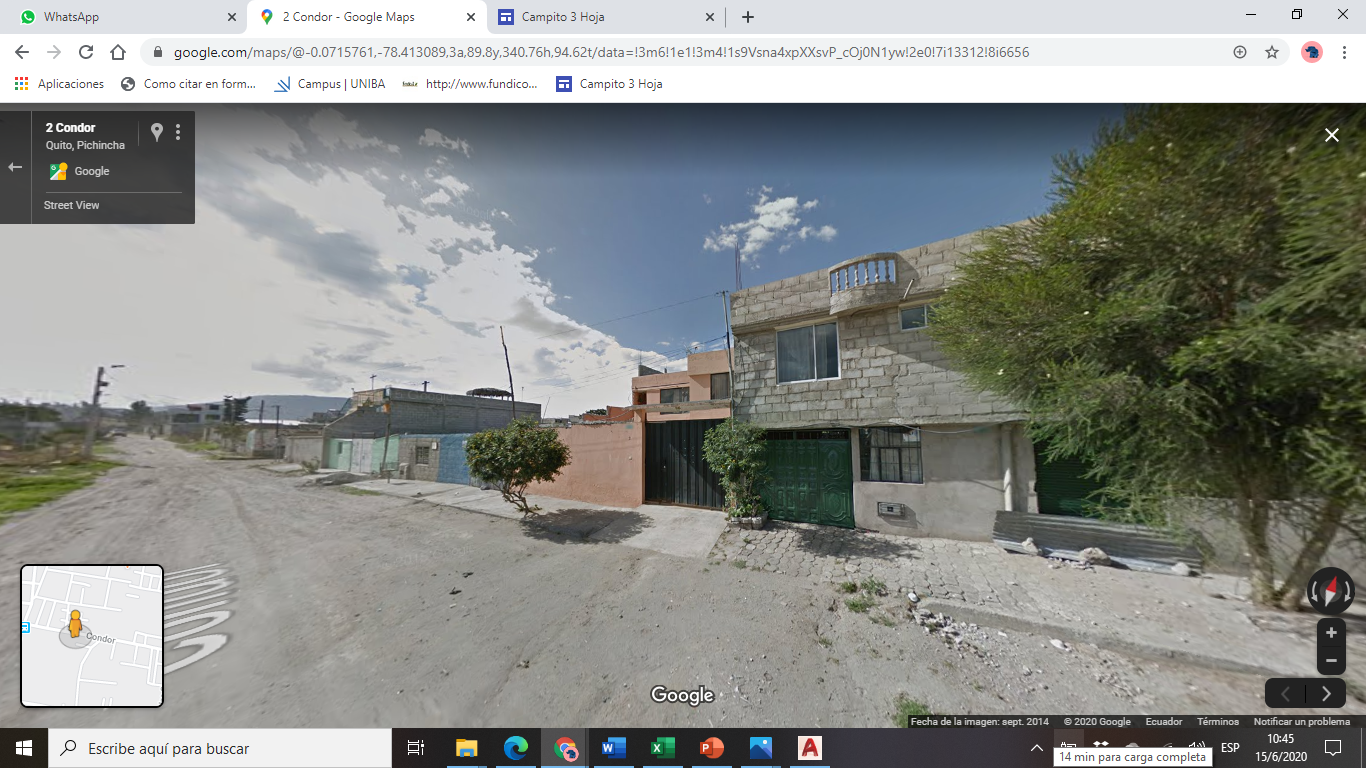 WhatsApp
2 Condor - Google Maps
Campito 3 Hoja
google.com/maps/@-0.0715761,-78.413089,3a,89.8y,340.76h,94.62t/data=!3m6!1e1!3m4!1s9Vsna4xpXXsvP_cOj0N1yw!2e0!7i13312!8i6656
Aplicaciones
Como citar en form...
Campus | UNIBA
http://www.fundico...
Campito 3 Hoja
2 Condor
Quito, Pichincha
Google
Street View
Condor
Google
Fecha de la imagen: sept. 2014
© 2020 Google
Ecuador
Términos
Notificar un problema
Escribe aquí para buscar
ESP
10:45
15/6/2020
14 min para carga completa